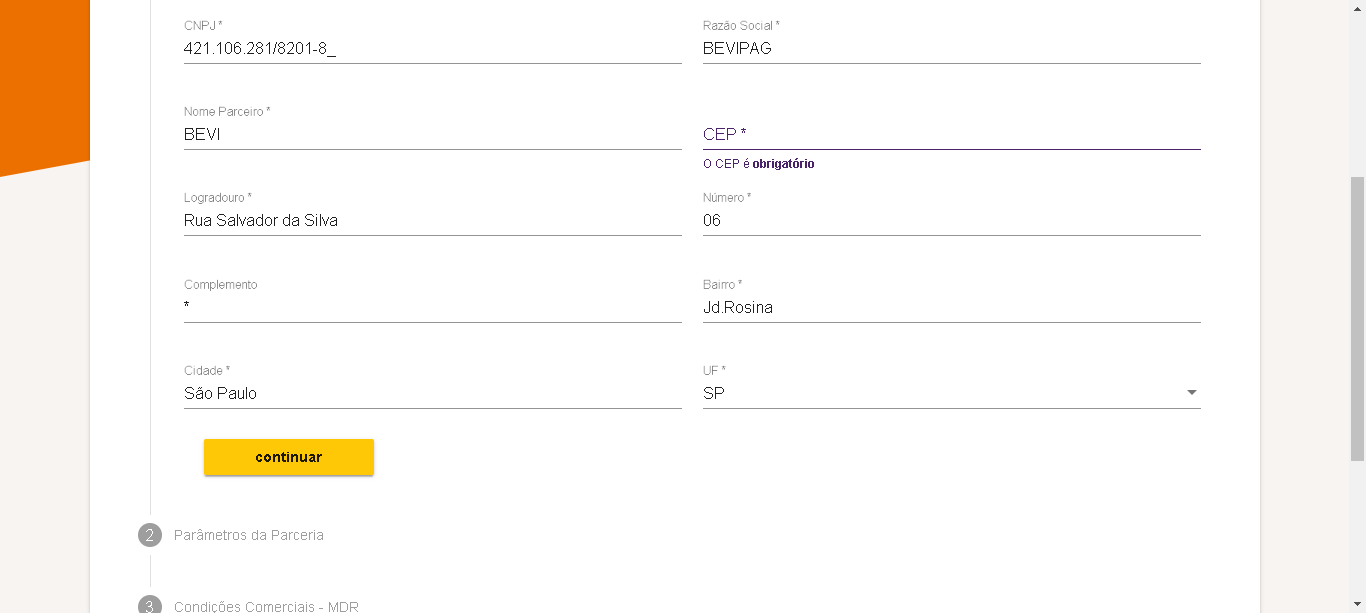 CNPJ * Razão Social *
421.106.281/8201-8_ BEVIPAG
Nome Parceiro *
BEVI CEP *
O CEP é obrigatório
Logradouro * Número *
Rua Salvador da Silva 06
Complemento Bairro *
* Jd.Rosina
Cidade * UF *
São Paulo SP
continuar
2 Parâmetros da Parceria
3 Condições Comerciais - MDR